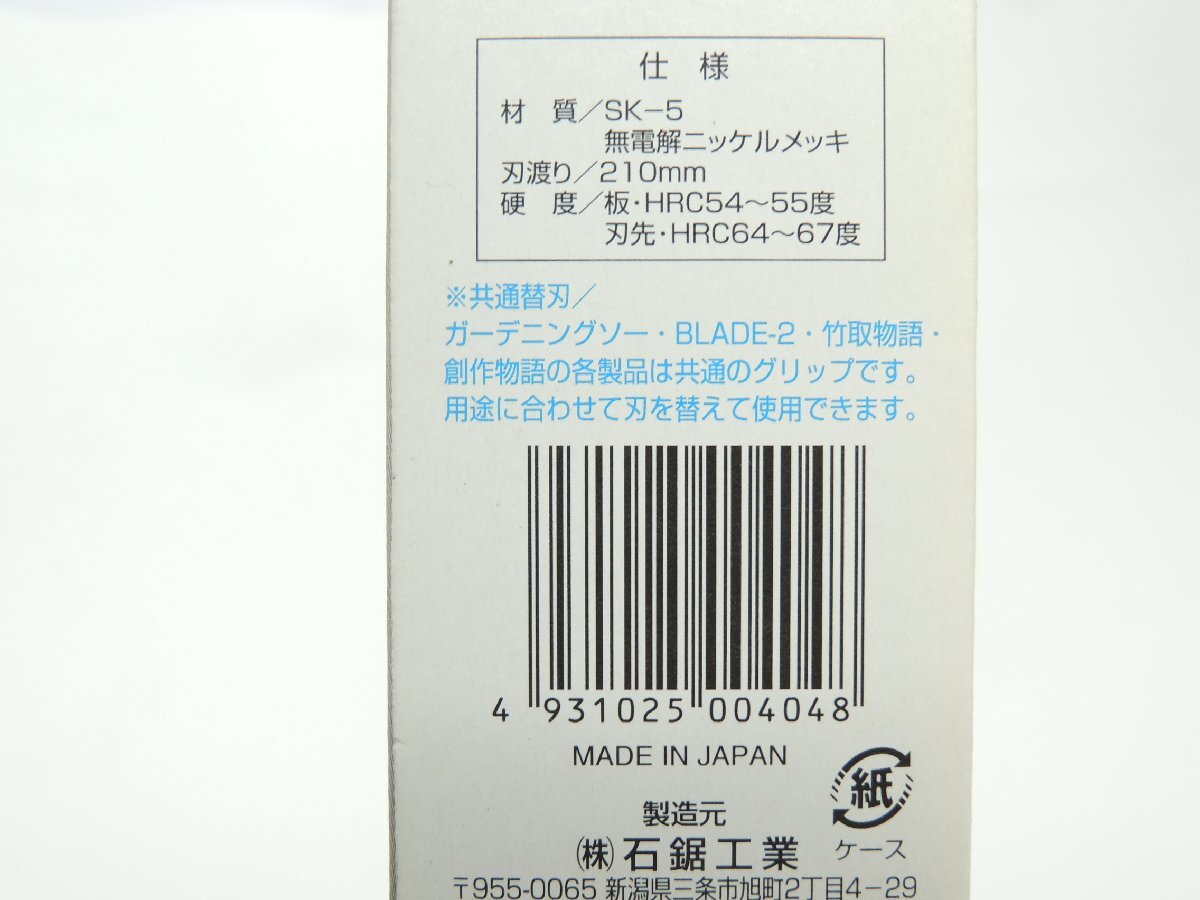 仕 様
材 質/SK-5
無電解ニッケルメッキ
刃渡り/210mm
硬 度/板・HRC54~55度
刃先・HRC64~67度
※共通替刃/
ガーデニングソー・BLADE-2・竹取物語・
創作物語の各製品は共通のグリップです。
用途に合わせて刃を替えて使用できます。
4 931025 004048
MADE IN JAPAN
紙
ケース
製造元
(株)石鋸工業
〒955-0065 新潟県三条市旭町2丁目4-29